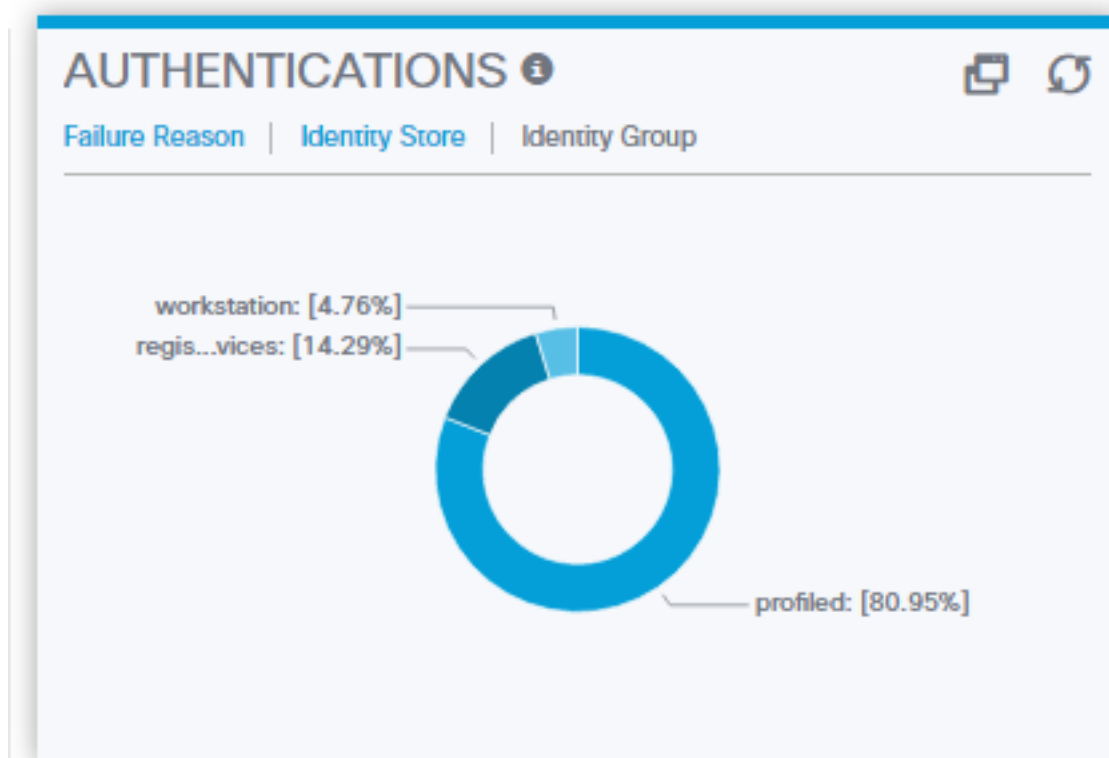 AUTHENTICATIONS
Failure Reason | Identity Store | Identity Group
workstation: [4.76%]
regis...vices: [14.29%]
profiled: [80.95%]